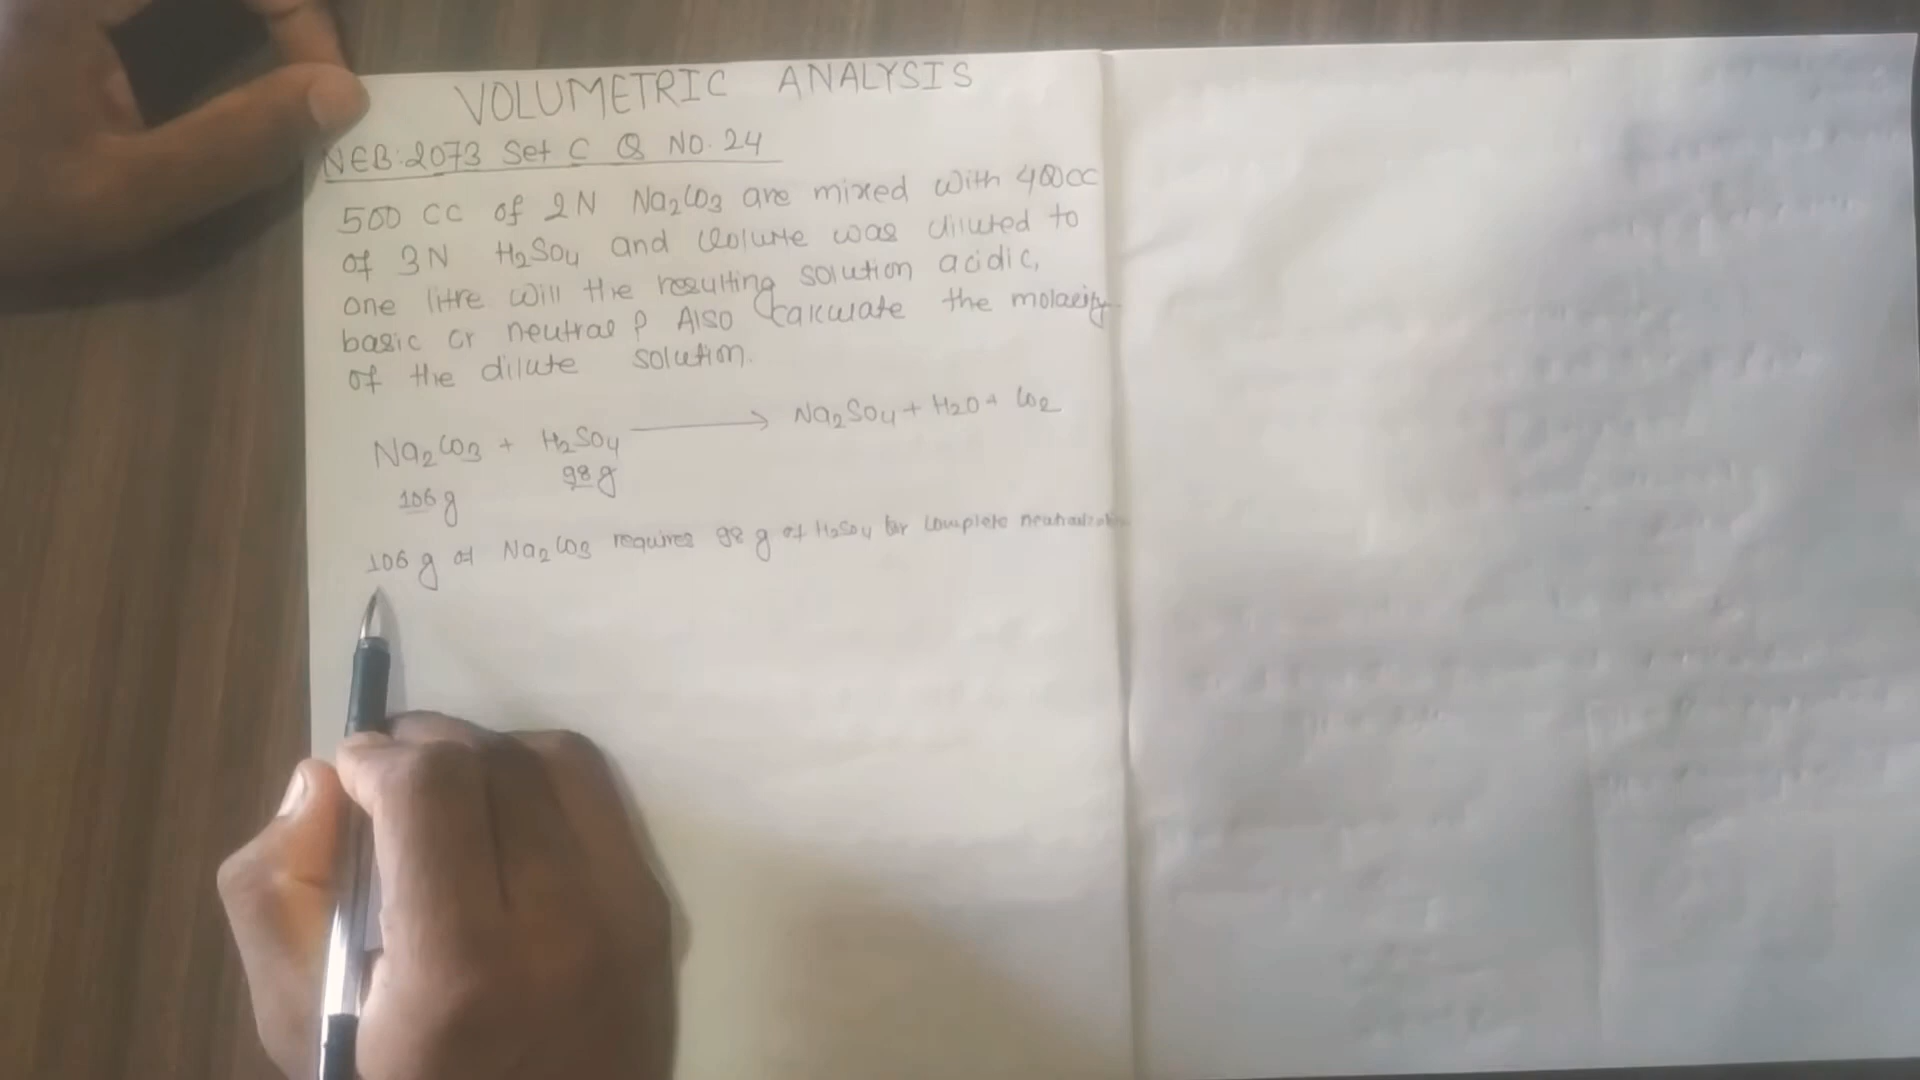 VOLUMETRIC ANALYSIS
NEB:2073 Set C Q NO. 24
500 CC of 2N Na2CO3 are mixed with 400CC
of 3N H2SO4 and volume was diluted to
one litre will the resulting solution acidic,
basic or neutral? Also calculate the molarity
of the dilute solution.
Na2CO3 + H2SO4 → Na2SO4 + H2O + CO2
106 g 98 g
106 g of Na2CO3 requires 98 g of H2SO4 for complete neutralization